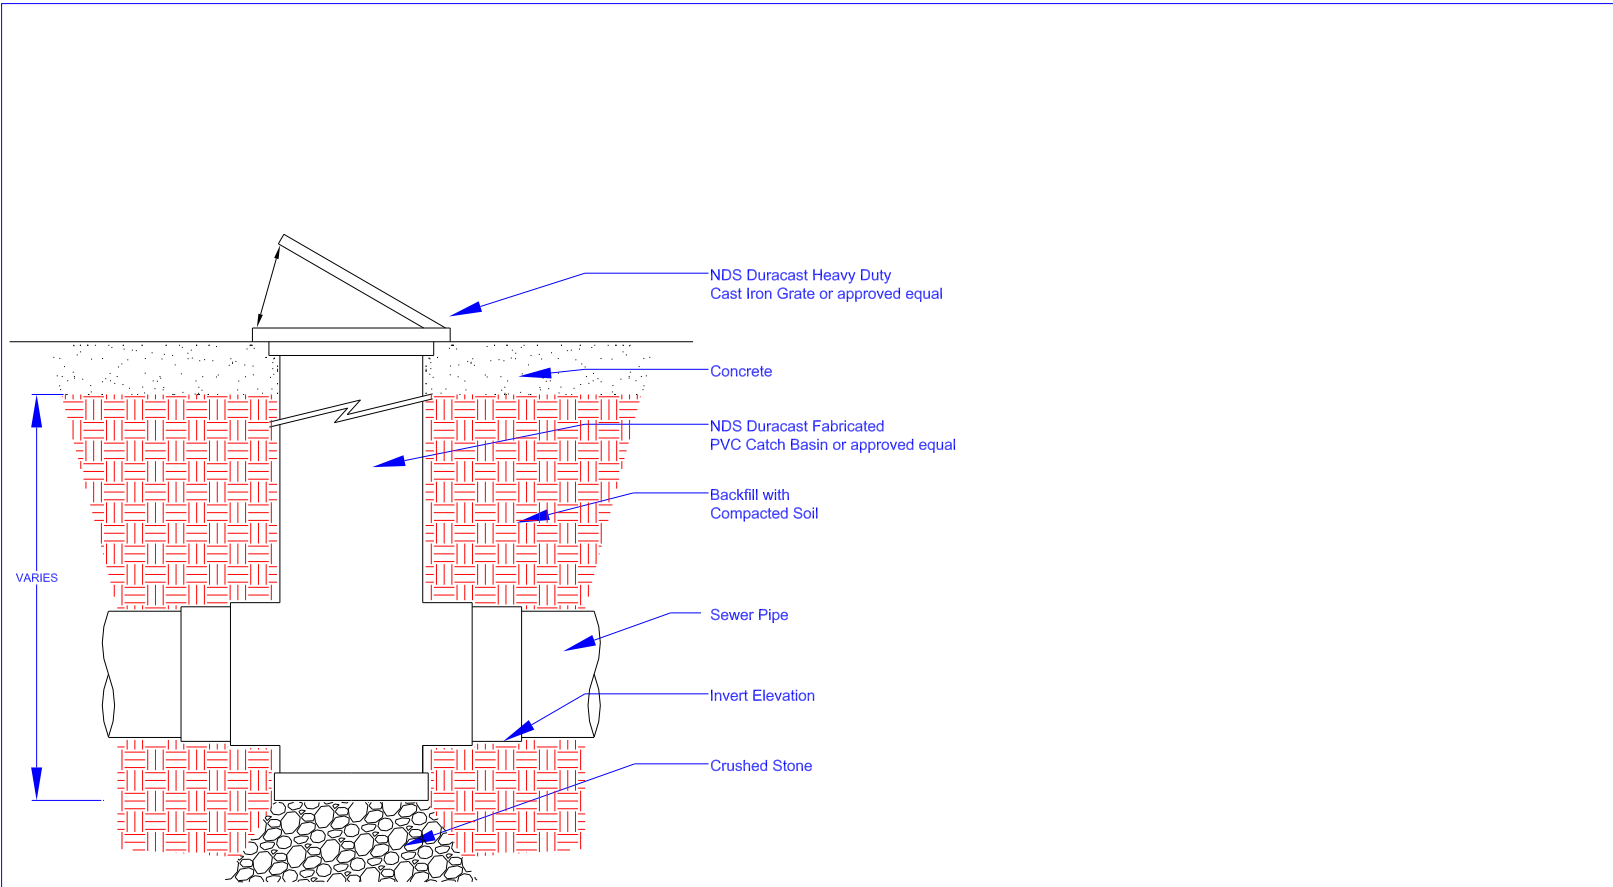 NDS Duracast Heavy Duty
Cast Iron Grate or approved equal
Concrete
NDS Duracast Fabricated
PVC Catch Basin or approved equal
Backfill with
Compacted Soil
VARIES
Sewer Pipe
Invert Elevation
Crushed Stone